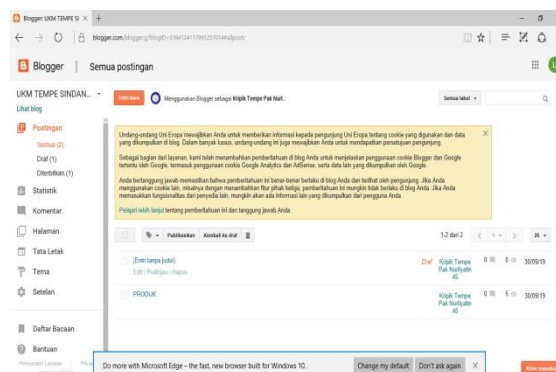 Blogger: UKM TEMPE SI
blogger.com/blogger.g?blogID=5184134117985297014#allposts
Blogger | Semua postingan
UKM TEMPE SINDAN...
Lihat blog
Entri baru
Menggunakan Blogger sebagai Kripik Tempe Pak Nurl..
Semua label
Postingan
Semua (2)
Draf (1)
Diterbitkan (1)
Statistik
Komentar
Halaman
Tata Letak
Tema
Setelan
Daftar Bacaan
Bantuan
Persyaratan Layanan
Undang-undang Uni Eropa mewajibkan Anda untuk memberikan informasi kepada pengunjung Uni Eropa tentang cookie yang digunakan dan data
yang dikumpulkan di blog. Dalam banyak kasus, undang-undang ini juga mewajibkan Anda untuk mendapatkan persetujuan pengunjung.
Sebagai bagian dari layanan, kami telah menambahkan pemberitahuan di blog Anda untuk menjelaskan penggunaan cookie Blogger dan Google
tertentu oleh Google, termasuk penggunaan cookie Google Analytics dan AdSense, serta data lain yang dikumpulkan oleh Google.
Anda bertanggung jawab memastikan bahwa pemberitahuan ini benar-benar berlaku di blog Anda dan terlihat oleh pengunjung. Jika Anda
menggunakan cookie lain, misalnya dengan menambahkan fitur pihak ketiga, pemberitahuan ini mungkin tidak berlaku di blog Anda. Jika Anda
memasukkan fungsionalitas dari penyedia lain, mungkin akan ada informasi lain yang dikumpulkan dari pengguna Anda.
Pelajari lebih lanjut tentang pemberitahuan ini dan tanggung jawab Anda.
Publikasikan Kembali ke draf
1-2 dari 2
(Entri tanpa judul)
Edit | Pratinjau | Hapus
Draf Kripik Tempe
Pak Nurliyatin
45
0 0 30/09/19
PRODUK
Kripik Tempe
Pak Nurliyatin
45
0 5 30/09/19
Do more with Microsoft Edge – the fast, new browser built for Windows 10.
Change my default Don't ask again X